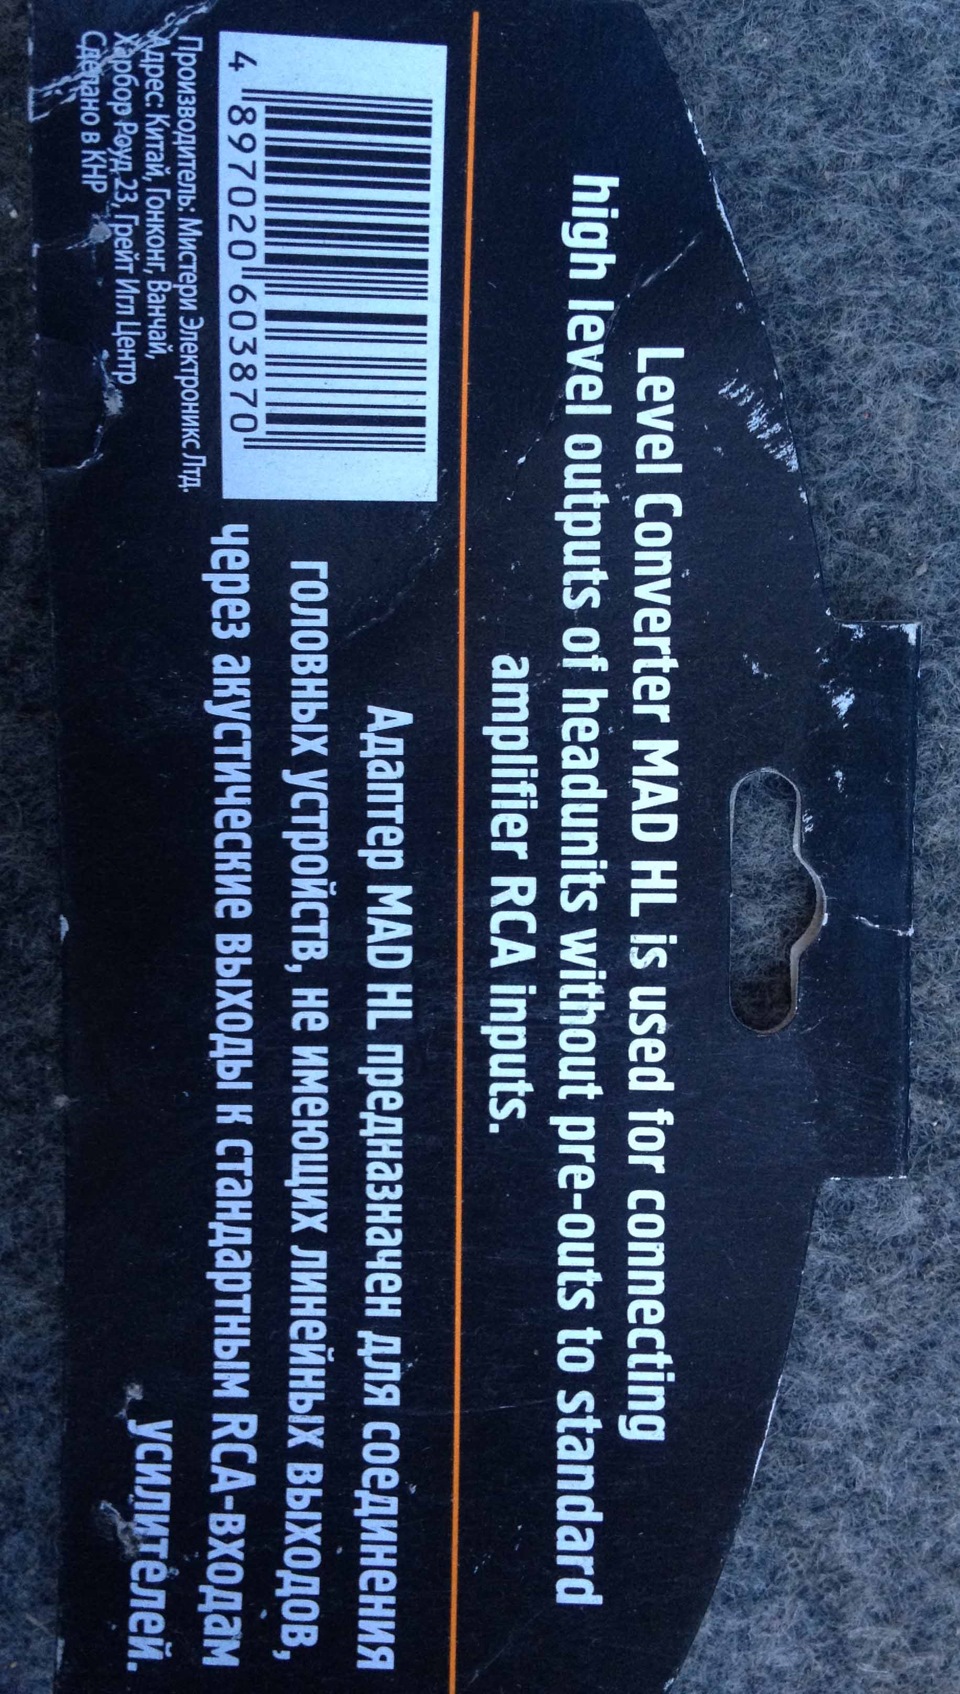 Level Converter MAD HL is used for connecting
high level outputs of headunits without pre-outs to standard
amplifier RCA inputs.
Адаптер MAD HL предназначен для соединения
головных устройств, не имеющих линейных выходов,
через акустические выходы к стандартным RCA-входам
усилителей.
4 897020 603870
Производитель: Мистери Электроникс Лтд.
Адрес: Китай, Гонконг, Ванчай,
Харбор Роуд 23, Грейт Игл Центр
Сделано в КНР